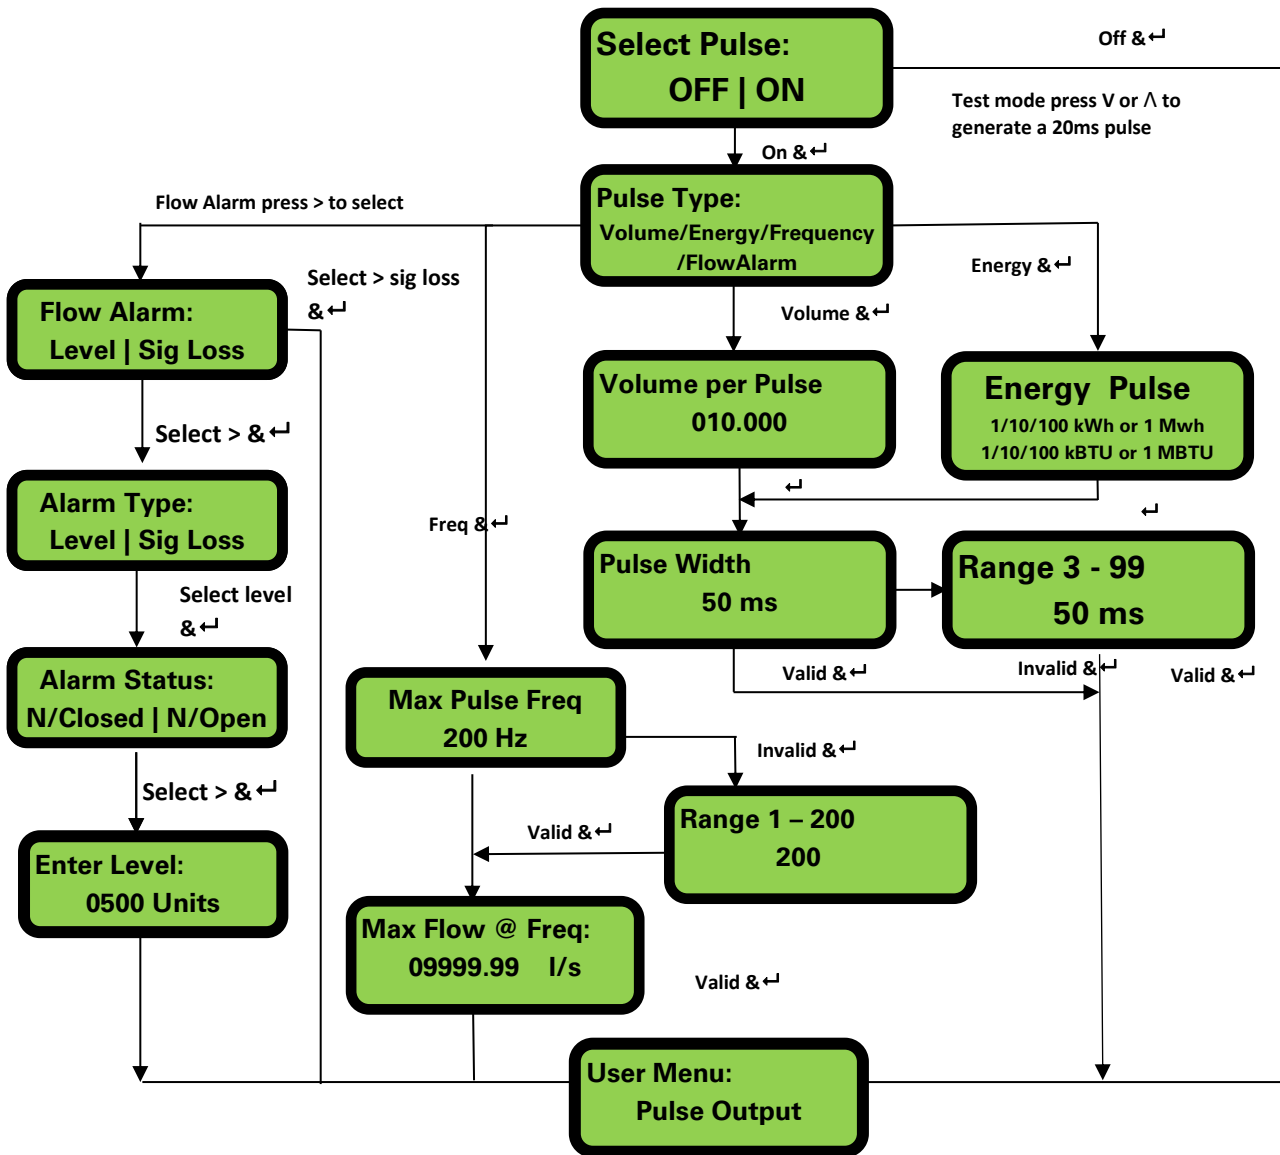 Select Pulse:
OFF | ON
Off & ↵
Test mode press V or Λ to
generate a 20ms pulse
On & ↵
Flow Alarm press > to select
Pulse Type:
Volume/Energy/Frequency
/FlowAlarm
Energy & ↵
Select > sig loss
& ↵
Volume & ↵
Flow Alarm:
Level | Sig Loss
Volume per Pulse
010.000
Energy Pulse
1/10/100 kWh or 1 Mwh
1/10/100 kBTU or 1 MBTU
Select > & ↵
↵
↵
Alarm Type:
Level | Sig Loss
Freq & ↵
Pulse Width
50 ms
Range 3 - 99
50 ms
Select level
& ↵
Alarm Status:
N/Closed | N/Open
Valid & ↵
Invalid & ↵
Valid & ↵
Max Pulse Freq
200 Hz
Invalid & ↵
Select > & ↵
Range 1 – 200
200
Valid & ↵
Enter Level:
0500 Units
Max Flow @ Freq:
09999.99 l/s
Valid & ↵
User Menu:
Pulse Output